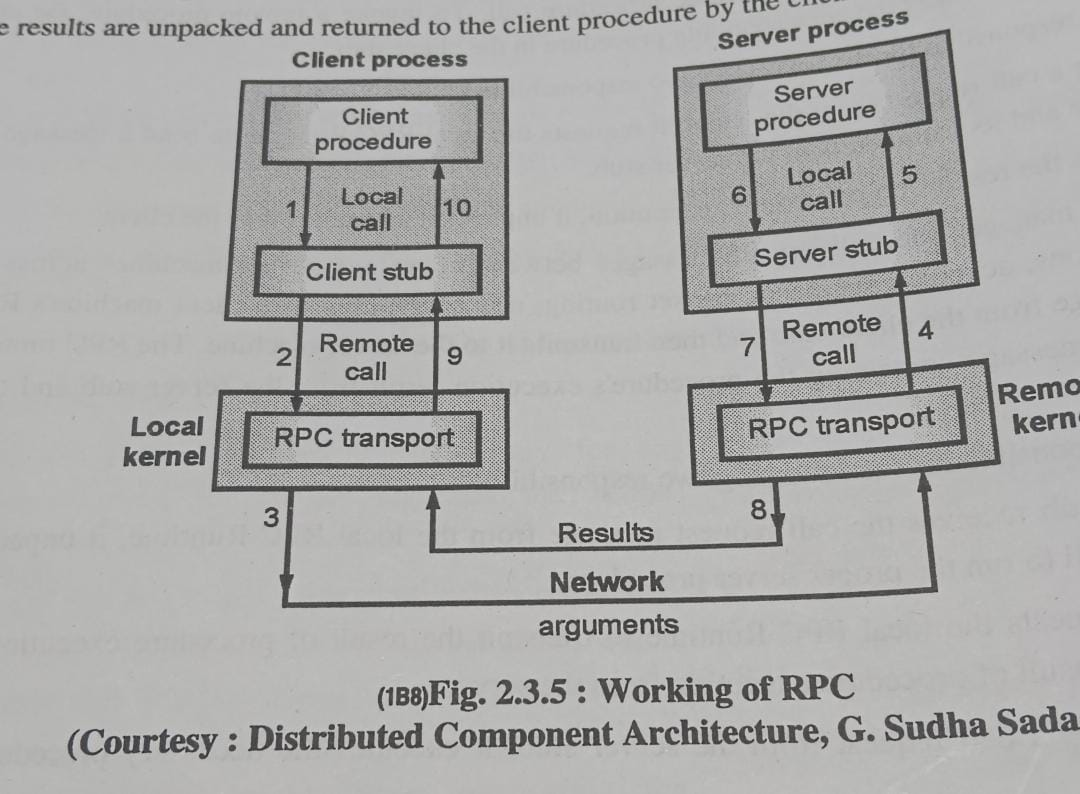 e results are unpacked and returned to the client procedure by the
Client process
Server process
Client
procedure
Server
procedure
1
Local
call
10
6
Local
call
5
Client stub
Server stub
2
Remote
call
9
7
Remote
call
4
Local
kernel
RPC transport
RPC transport
Remo
kern
3
8
Results
Network
arguments
(1B8)Fig. 2.3.5 : Working of RPC
(Courtesy : Distributed Component Architecture, G. Sudha Sada